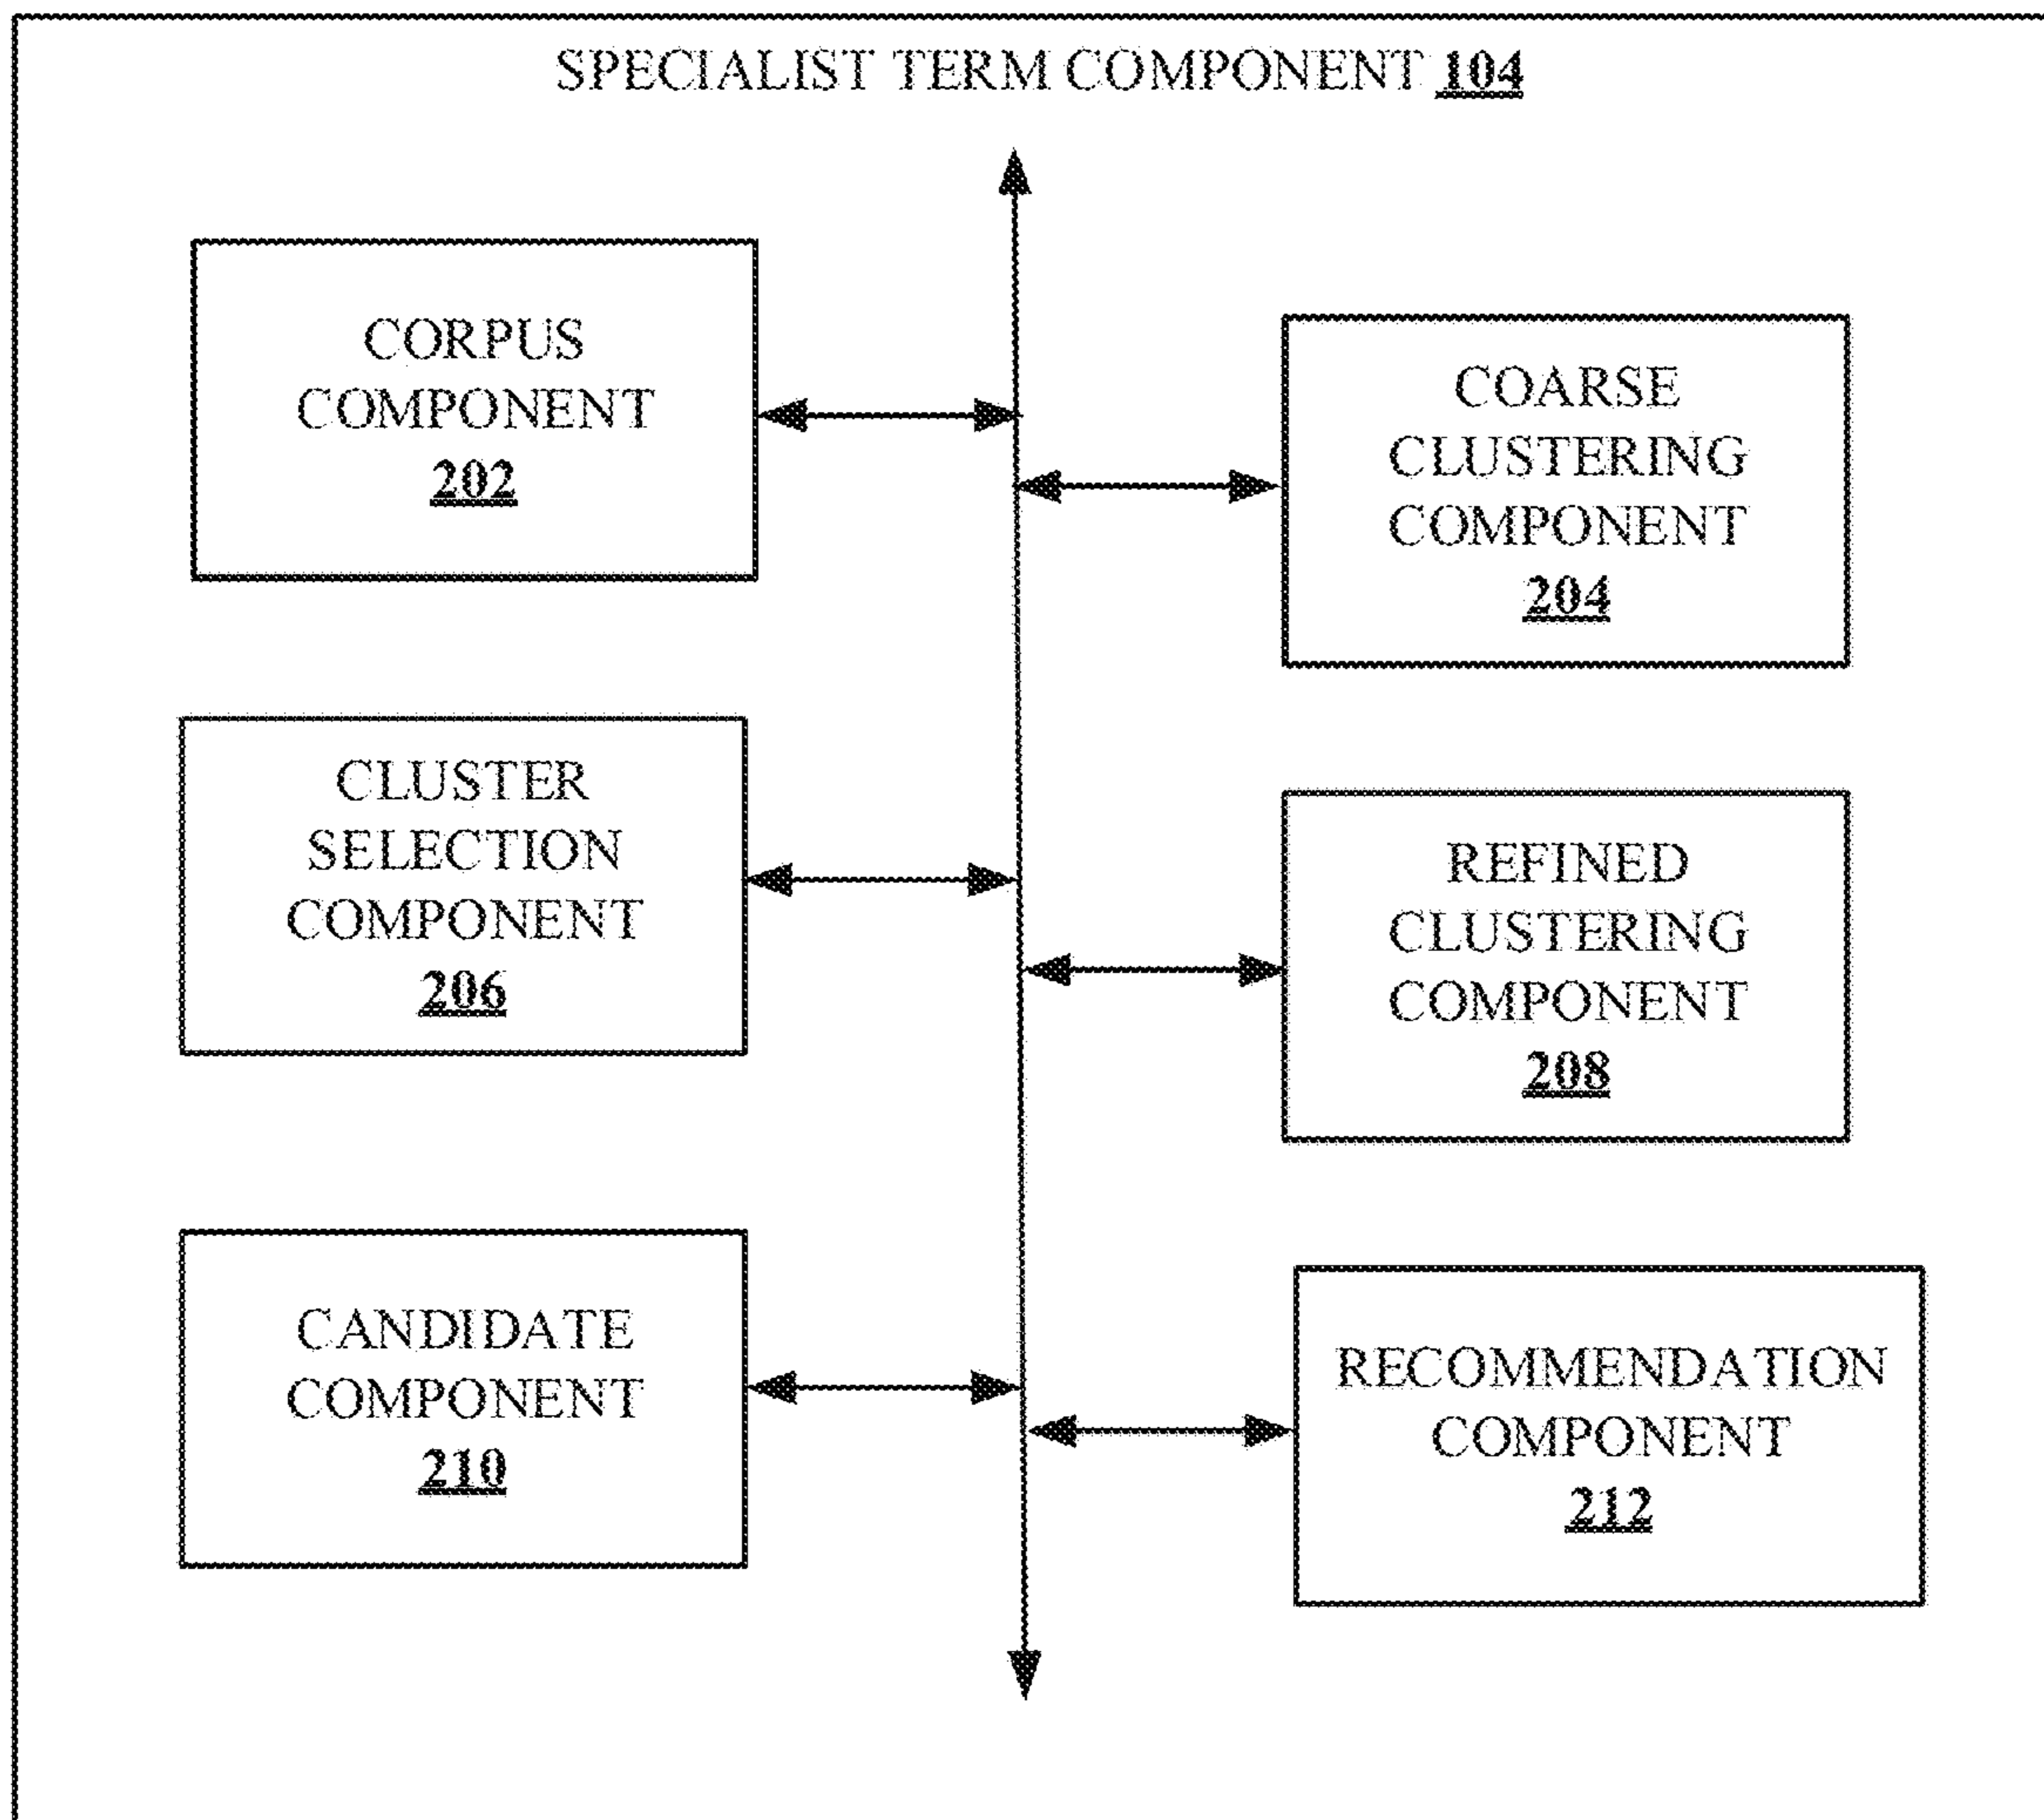 SPECIALIST TERM COMPONENT 104
CORPUS
COMPONENT
202
COARSE
CLUSTERING
COMPONENT
204
CLUSTER
SELECTION
COMPONENT
206
REFINED
CLUSTERING
COMPONENT
208
CANDIDATE
COMPONENT
210
RECOMMENDATION
COMPONENT
212